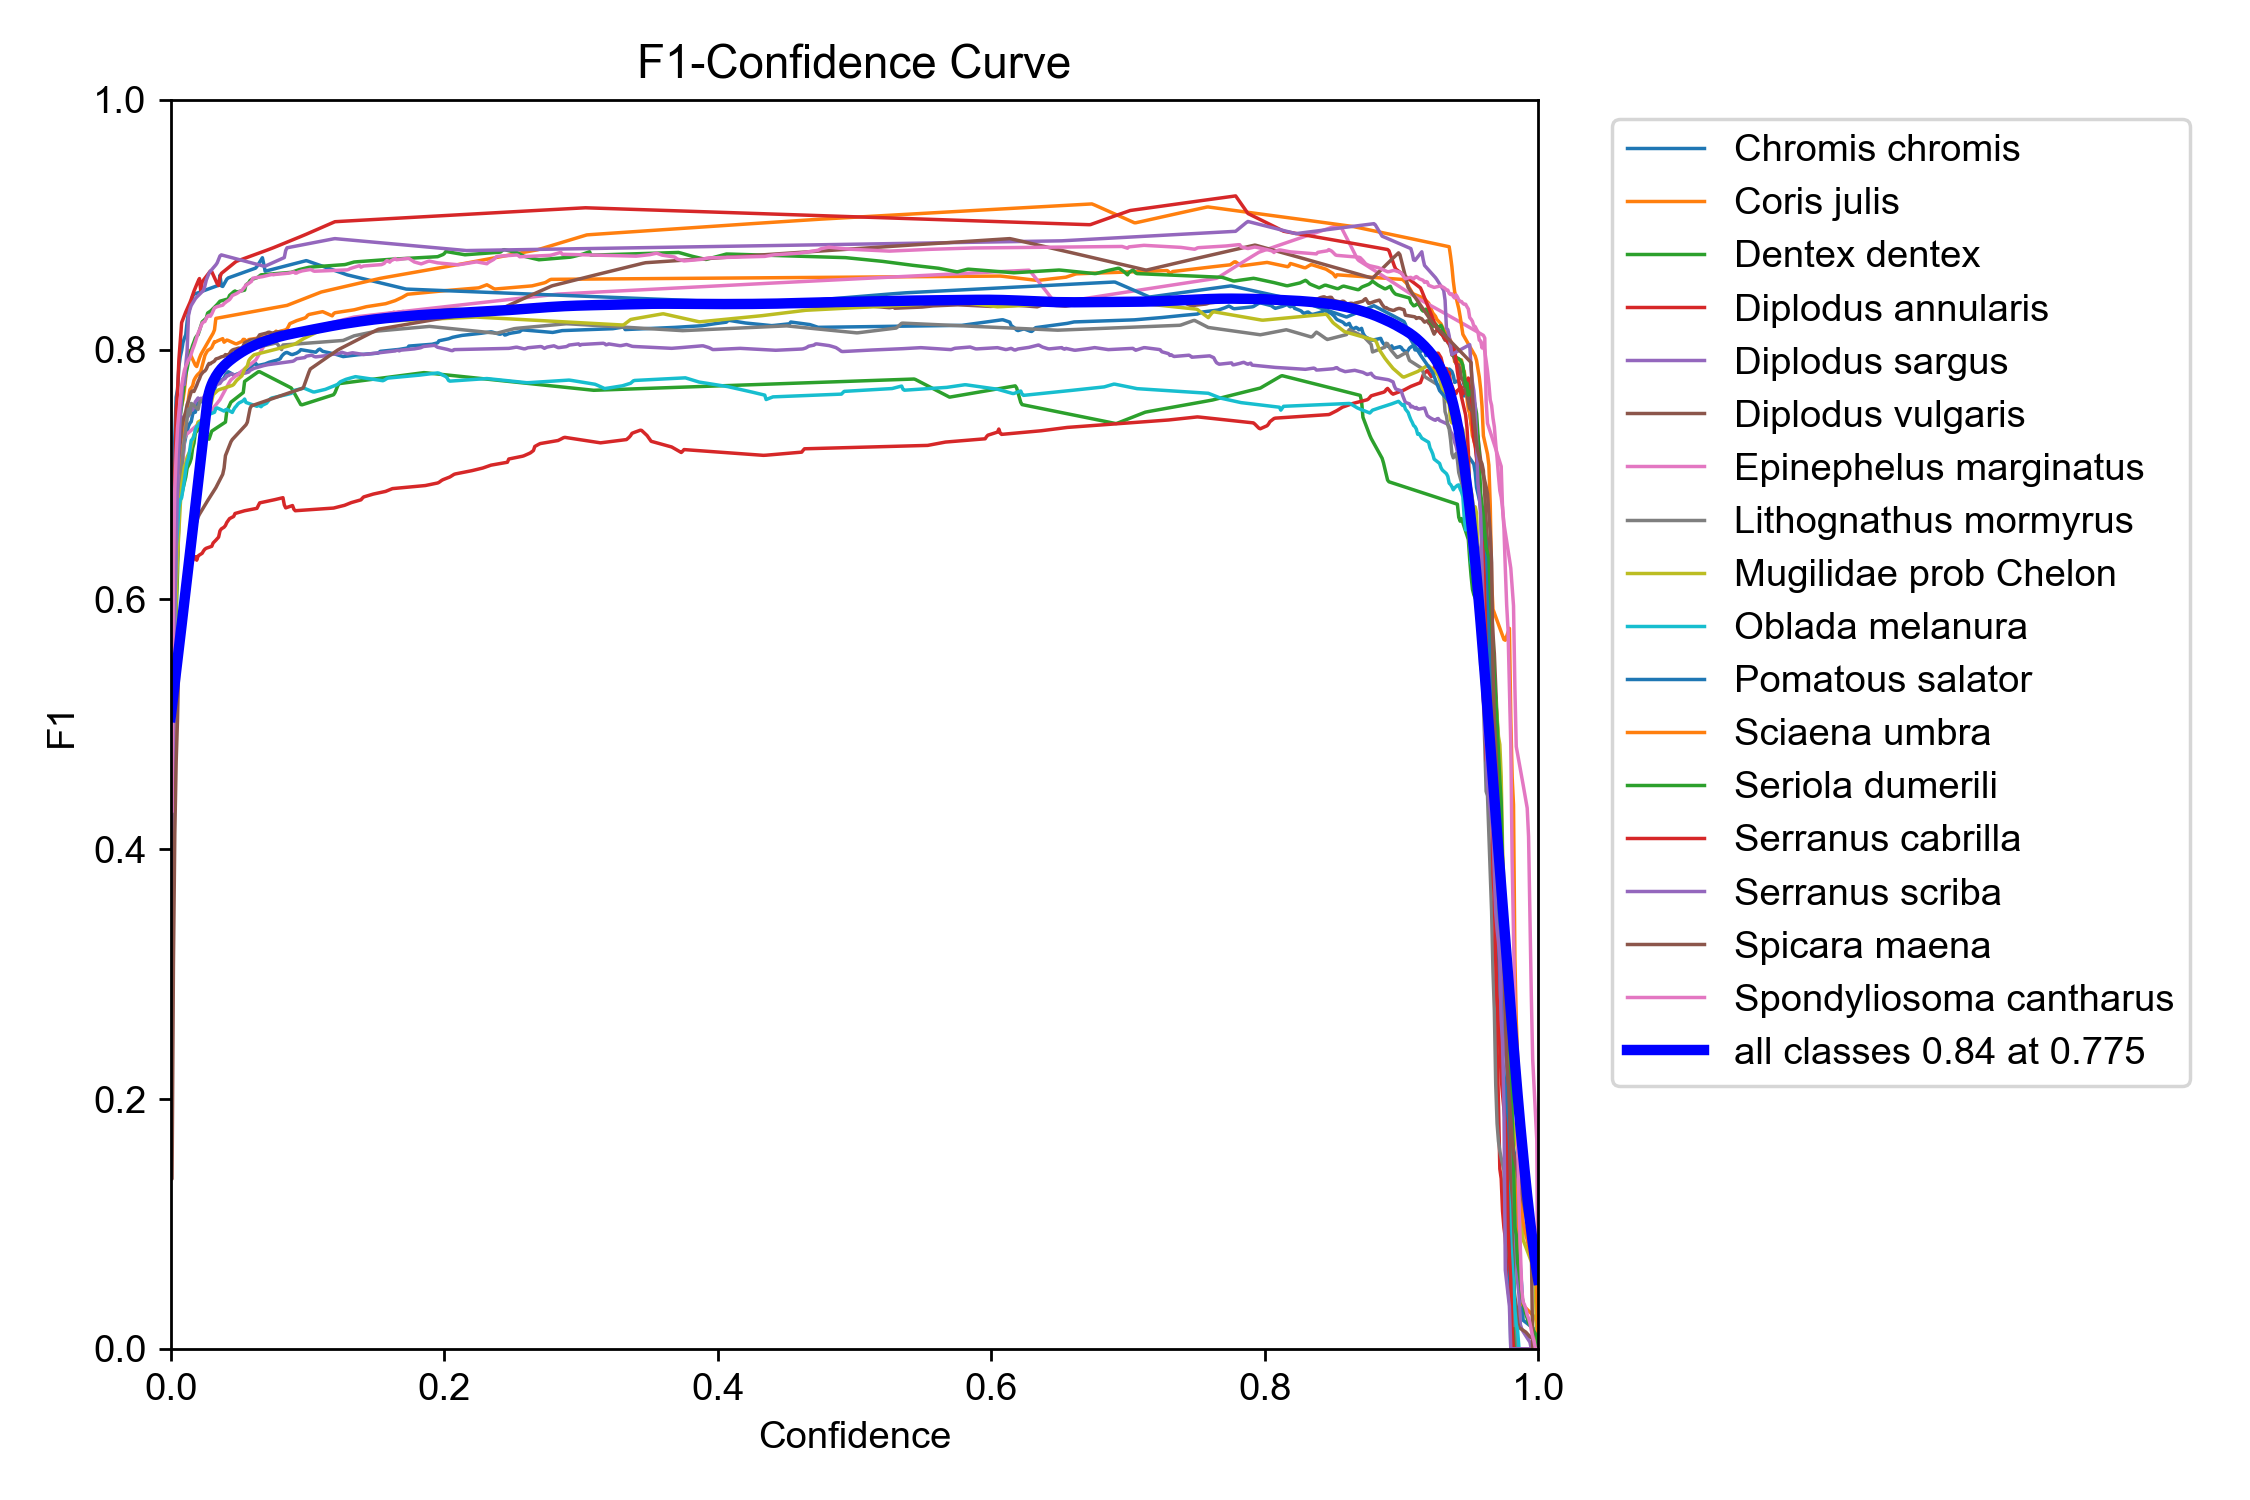 F1-Confidence Curve
1.0
0.8
0.6
0.4
0.2
0.0
F1
0.0 0.2 0.4 0.6 0.8 1.0
Confidence
Chromis chromis
Coris julis
Dentex dentex
Diplodus annularis
Diplodus sargus
Diplodus vulgaris
Epinephelus marginatus
Lithognathus mormyrus
Mugilidae prob Chelon
Oblada melanura
Pomatous salator
Sciaena umbra
Seriola dumerili
Serranus cabrilla
Serranus scriba
Spicara maena
Spondyliosoma cantharus
all classes 0.84 at 0.775